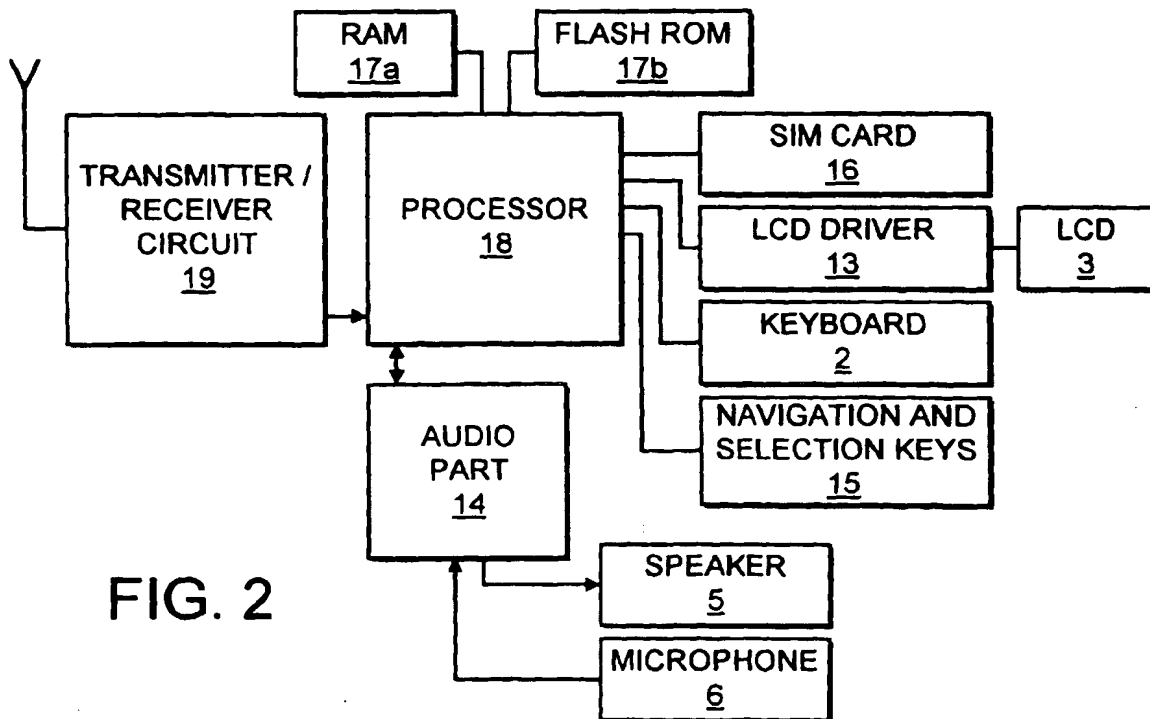 RAM
17a
FLASH ROM
17b
TRANSMITTER /
RECEIVER
CIRCUIT
19
PROCESSOR
18
SIM CARD
16
LCD DRIVER
13
LCD
3
KEYBOARD
2
NAVIGATION AND
SELECTION KEYS
15
AUDIO
PART
14
SPEAKER
5
MICROPHONE
6
FIG. 2